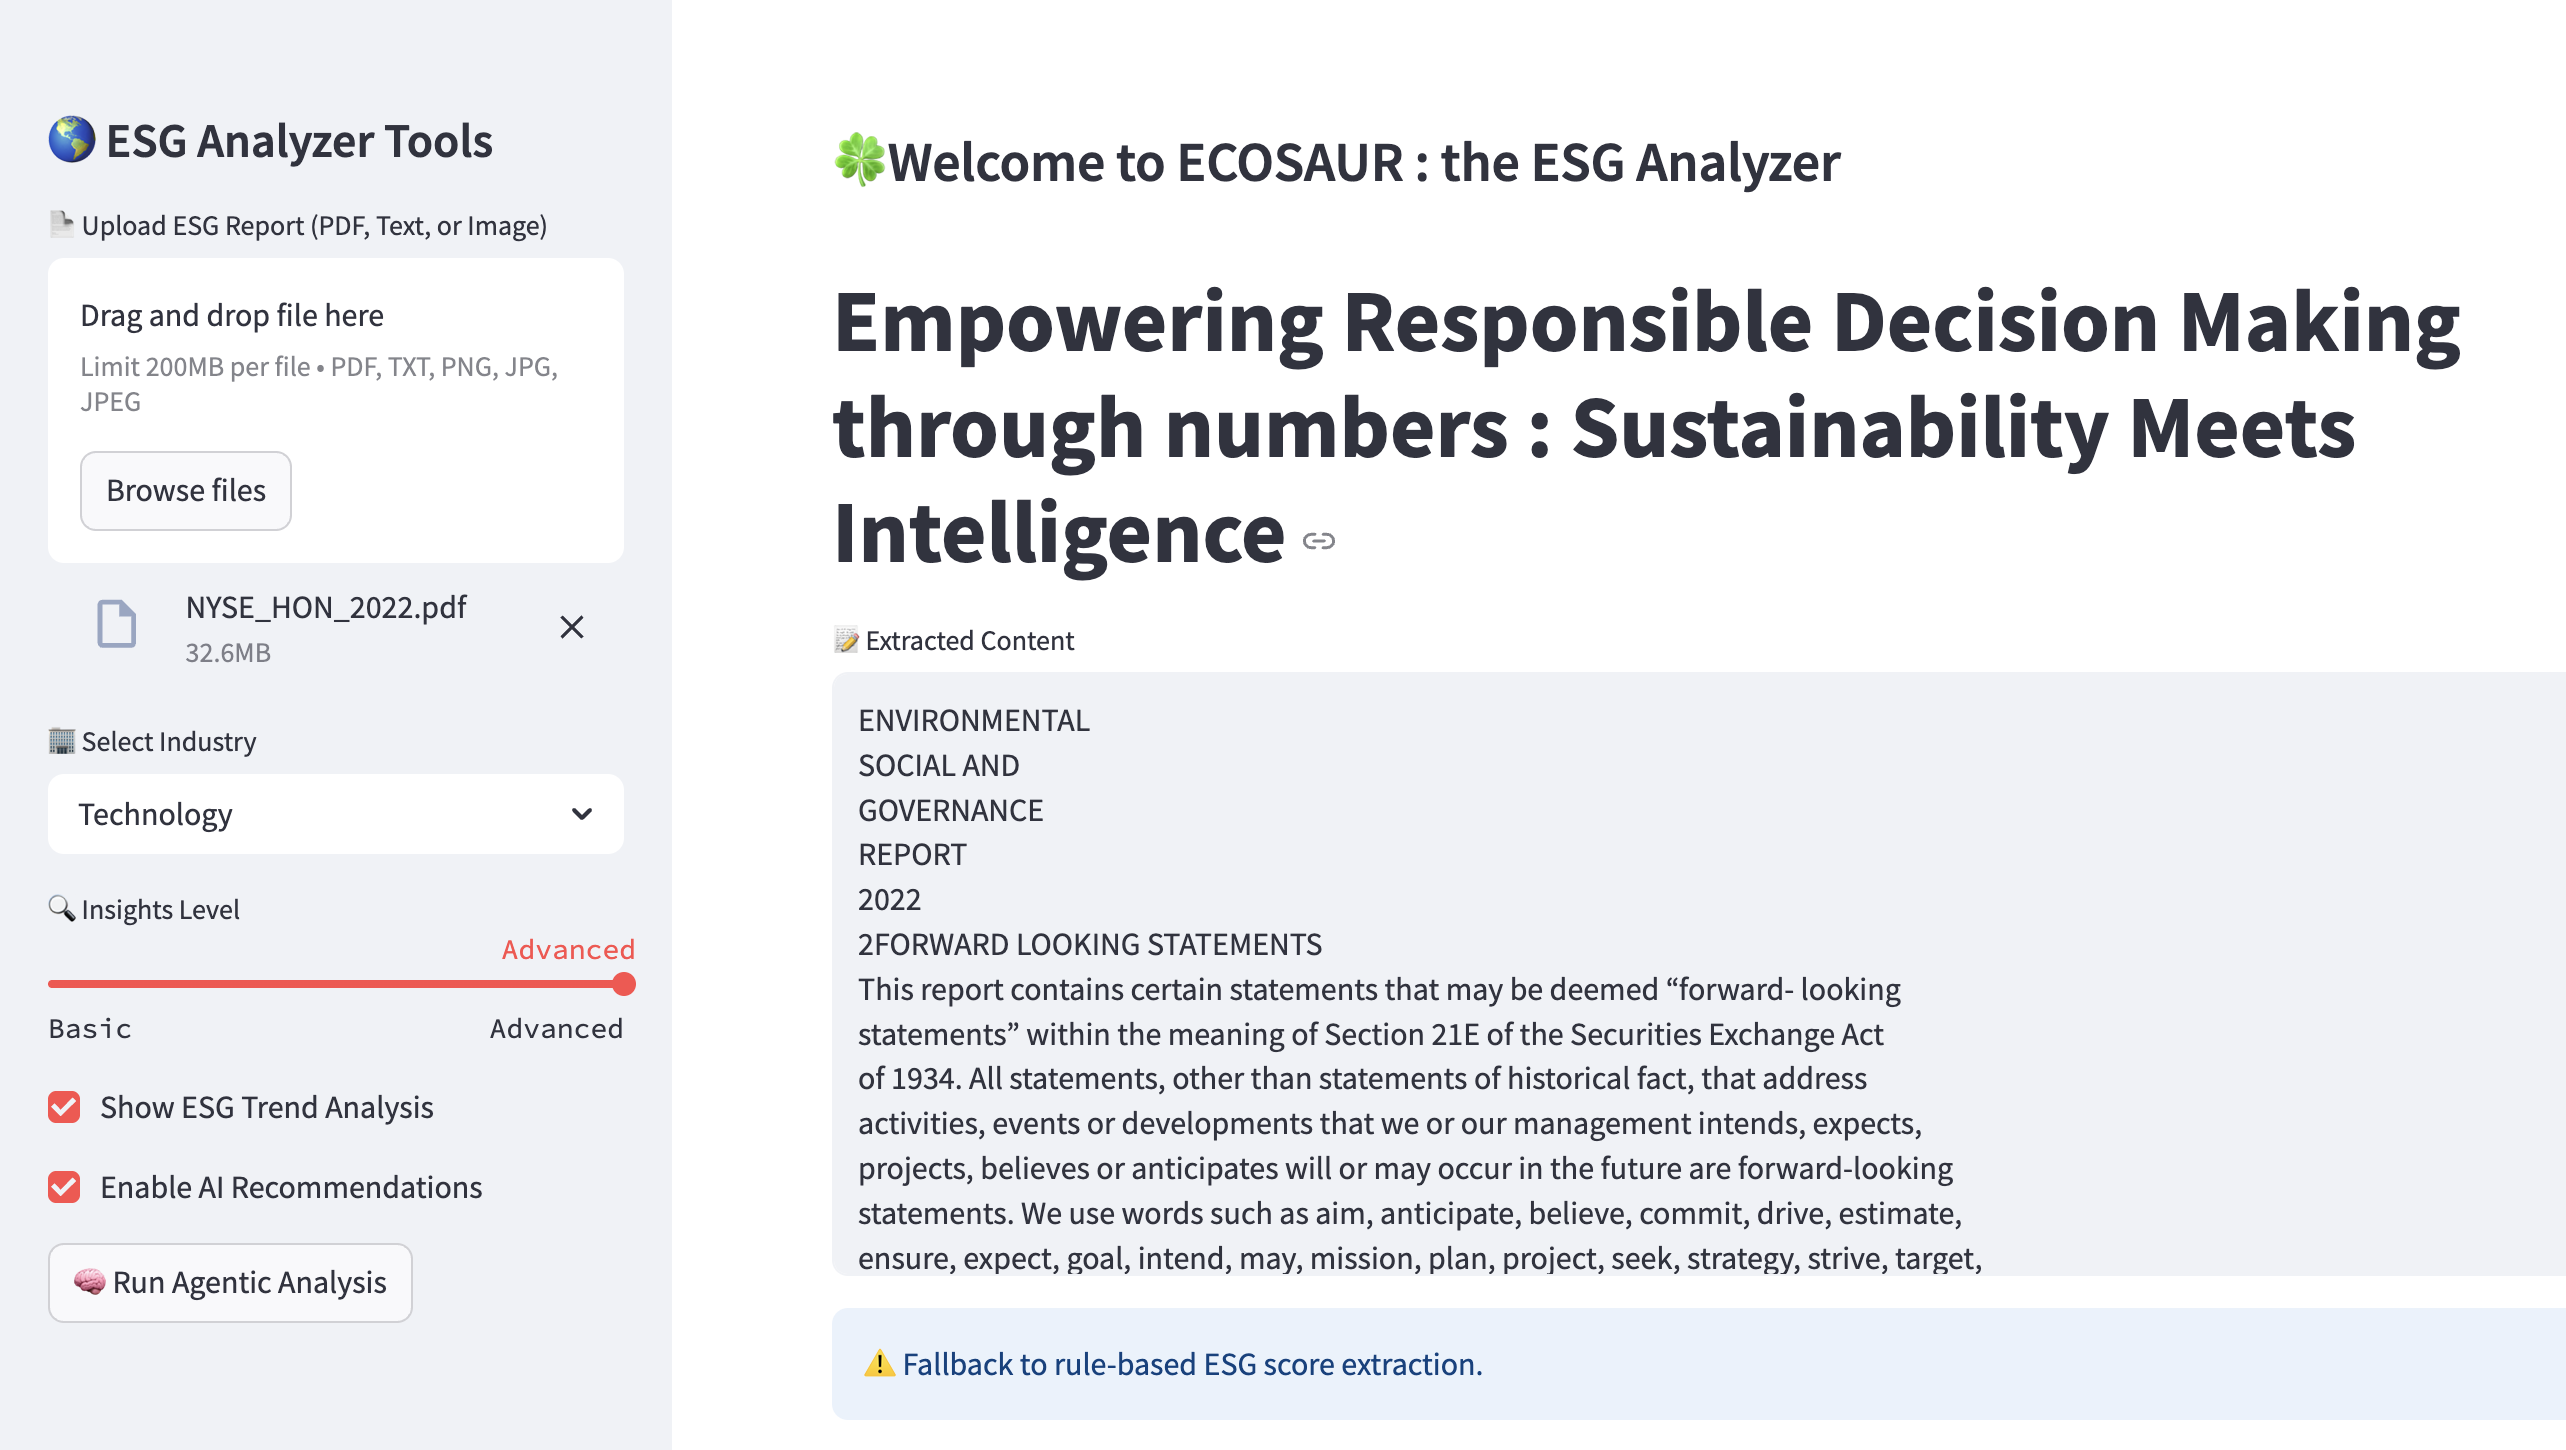 ESG Analyzer Tools
Upload ESG Report (PDF, Text, or Image)
Drag and drop file here
Limit 200MB per file • PDF, TXT, PNG, JPG,
JPEG
Browse files
NYSE_HON_2022.pdf
32.6MB
Select Industry
Technology
Insights Level
Advanced
Basic
Advanced
Show ESG Trend Analysis
Enable AI Recommendations
Run Agentic Analysis
Welcome to ECOSAUR : the ESG Analyzer
Empowering Responsible Decision Making
through numbers : Sustainability Meets
Intelligence
Extracted Content
ENVIRONMENTAL
SOCIAL AND
GOVERNANCE
REPORT
2022
2FORWARD LOOKING STATEMENTS
This report contains certain statements that may be deemed “forward- looking
statements” within the meaning of Section 21E of the Securities Exchange Act
of 1934. All statements, other than statements of historical fact, that address
activities, events or developments that we or our management intends, expects,
projects, believes or anticipates will or may occur in the future are forward-looking
statements. We use words such as aim, anticipate, believe, commit, drive, estimate,
ensure, expect, goal, intend, may, mission, plan, project, seek, strategy, strive, target,
Fallback to rule-based ESG score extraction.